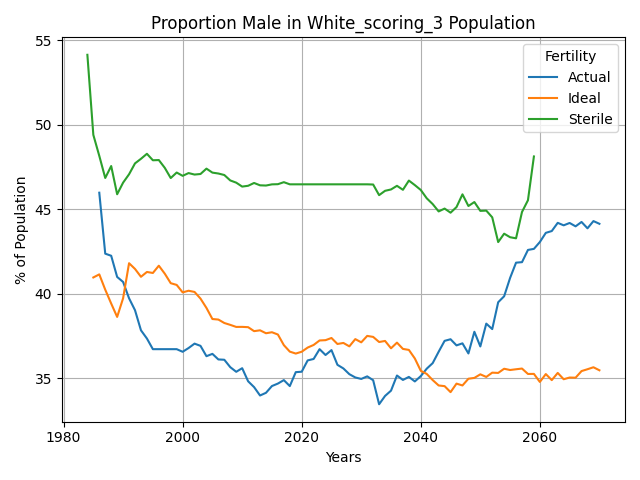 Proportion Male in White_scoring_3 Population
% of Population
55
50
45
40
35
Fertility
Actual
Ideal
Sterile
1980
2000
2020
2040
2060
Years